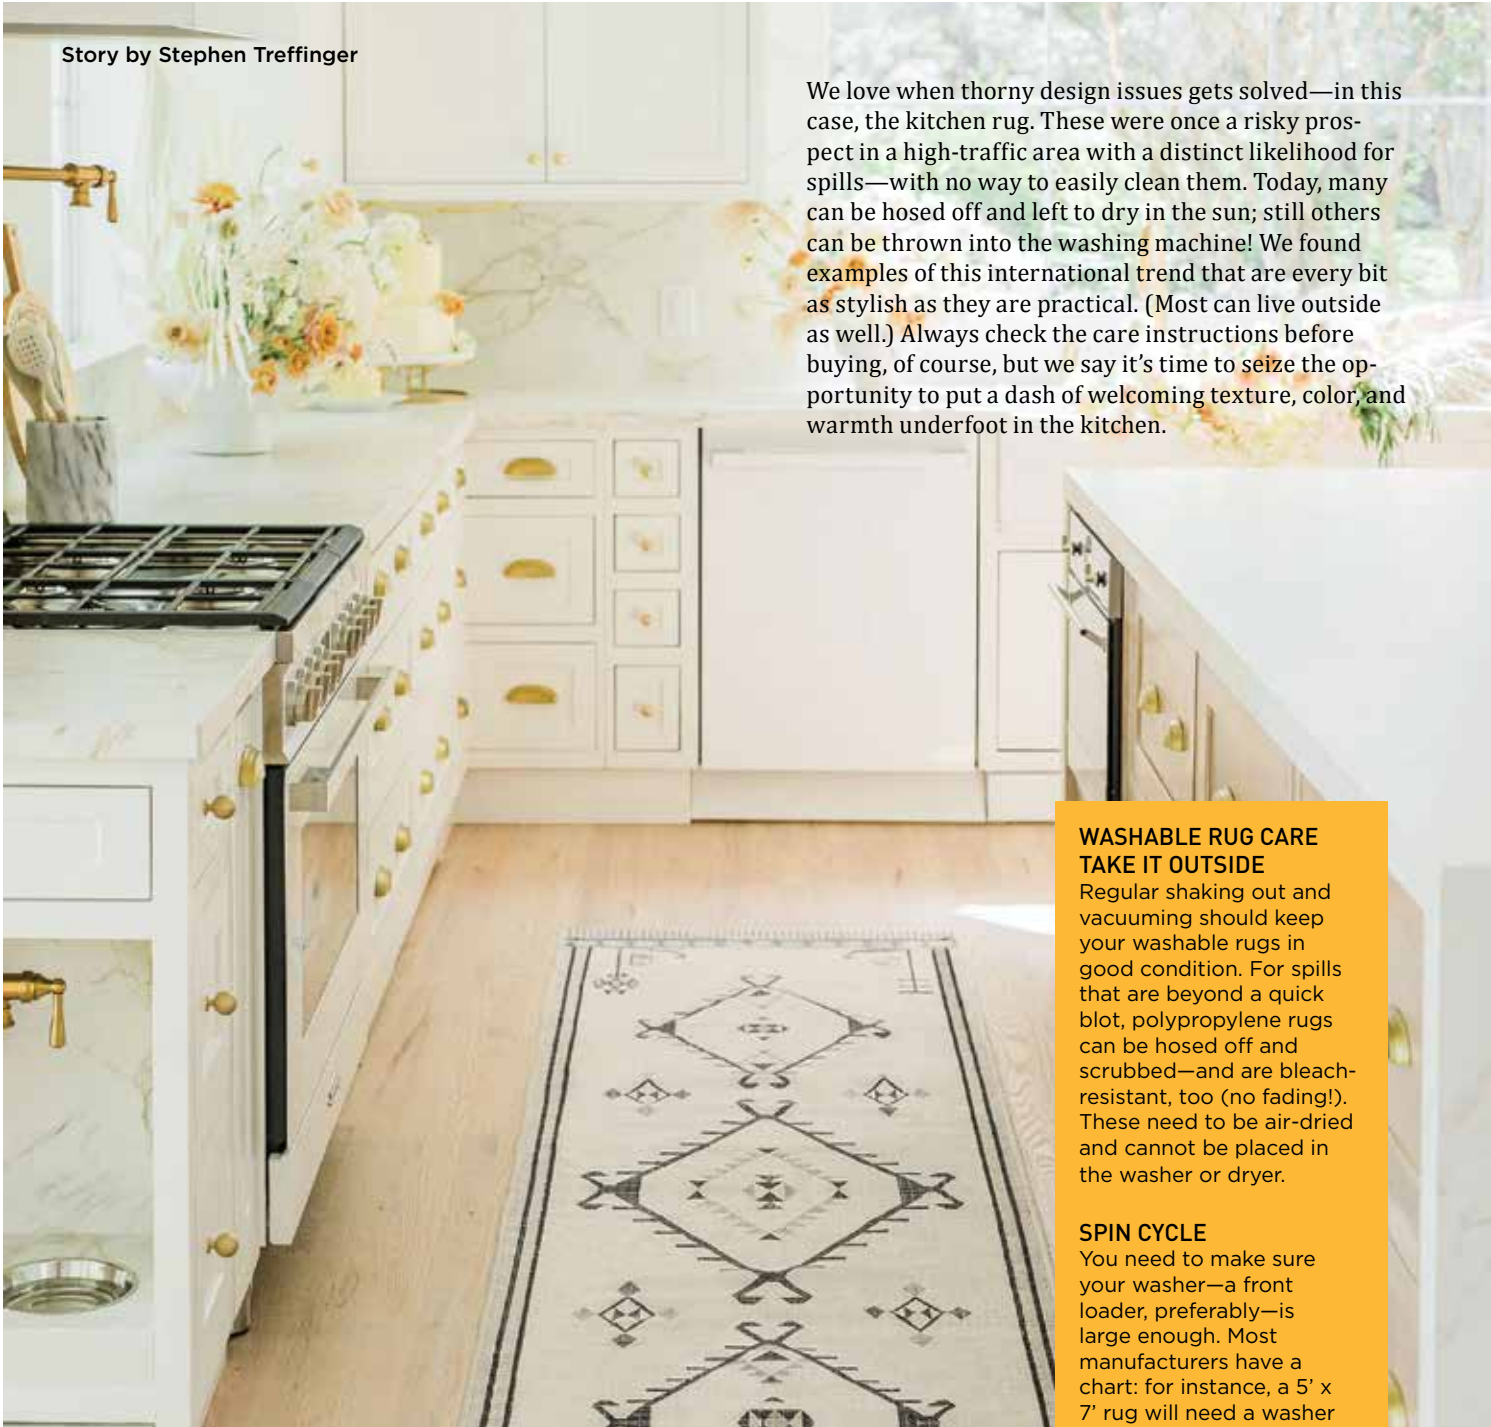 Story by Stephen Treffinger
We love when thorny design issues gets solved—in this
case, the kitchen rug. These were once a risky pros-
pect in a high-traffic area with a distinct likelihood for
spills—with no way to easily clean them. Today, many
can be hosed off and left to dry in the sun; still others
can be thrown into the washing machine! We found
examples of this international trend that are every bit
as stylish as they are practical. (Most can live outside
as well.) Always check the care instructions before
buying, of course, but we say it’s time to seize the op-
portunity to put a dash of welcoming texture, color, and
warmth underfoot in the kitchen.
WASHABLE RUG CARE
TAKE IT OUTSIDE
Regular shaking out and
vacuuming should keep
your washable rugs in
good condition. For spills
that are beyond a quick
blot, polypropylene rugs
can be hosed off and
scrubbed—and are bleach-
resistant, too (no fading!).
These need to be air-dried
and cannot be placed in
the washer or dryer.
SPIN CYCLE
You need to make sure
your washer—a front
loader, preferably—is
large enough. Most
manufacturers have a
chart: for instance, a 5’ x
7’ rug will need a washer